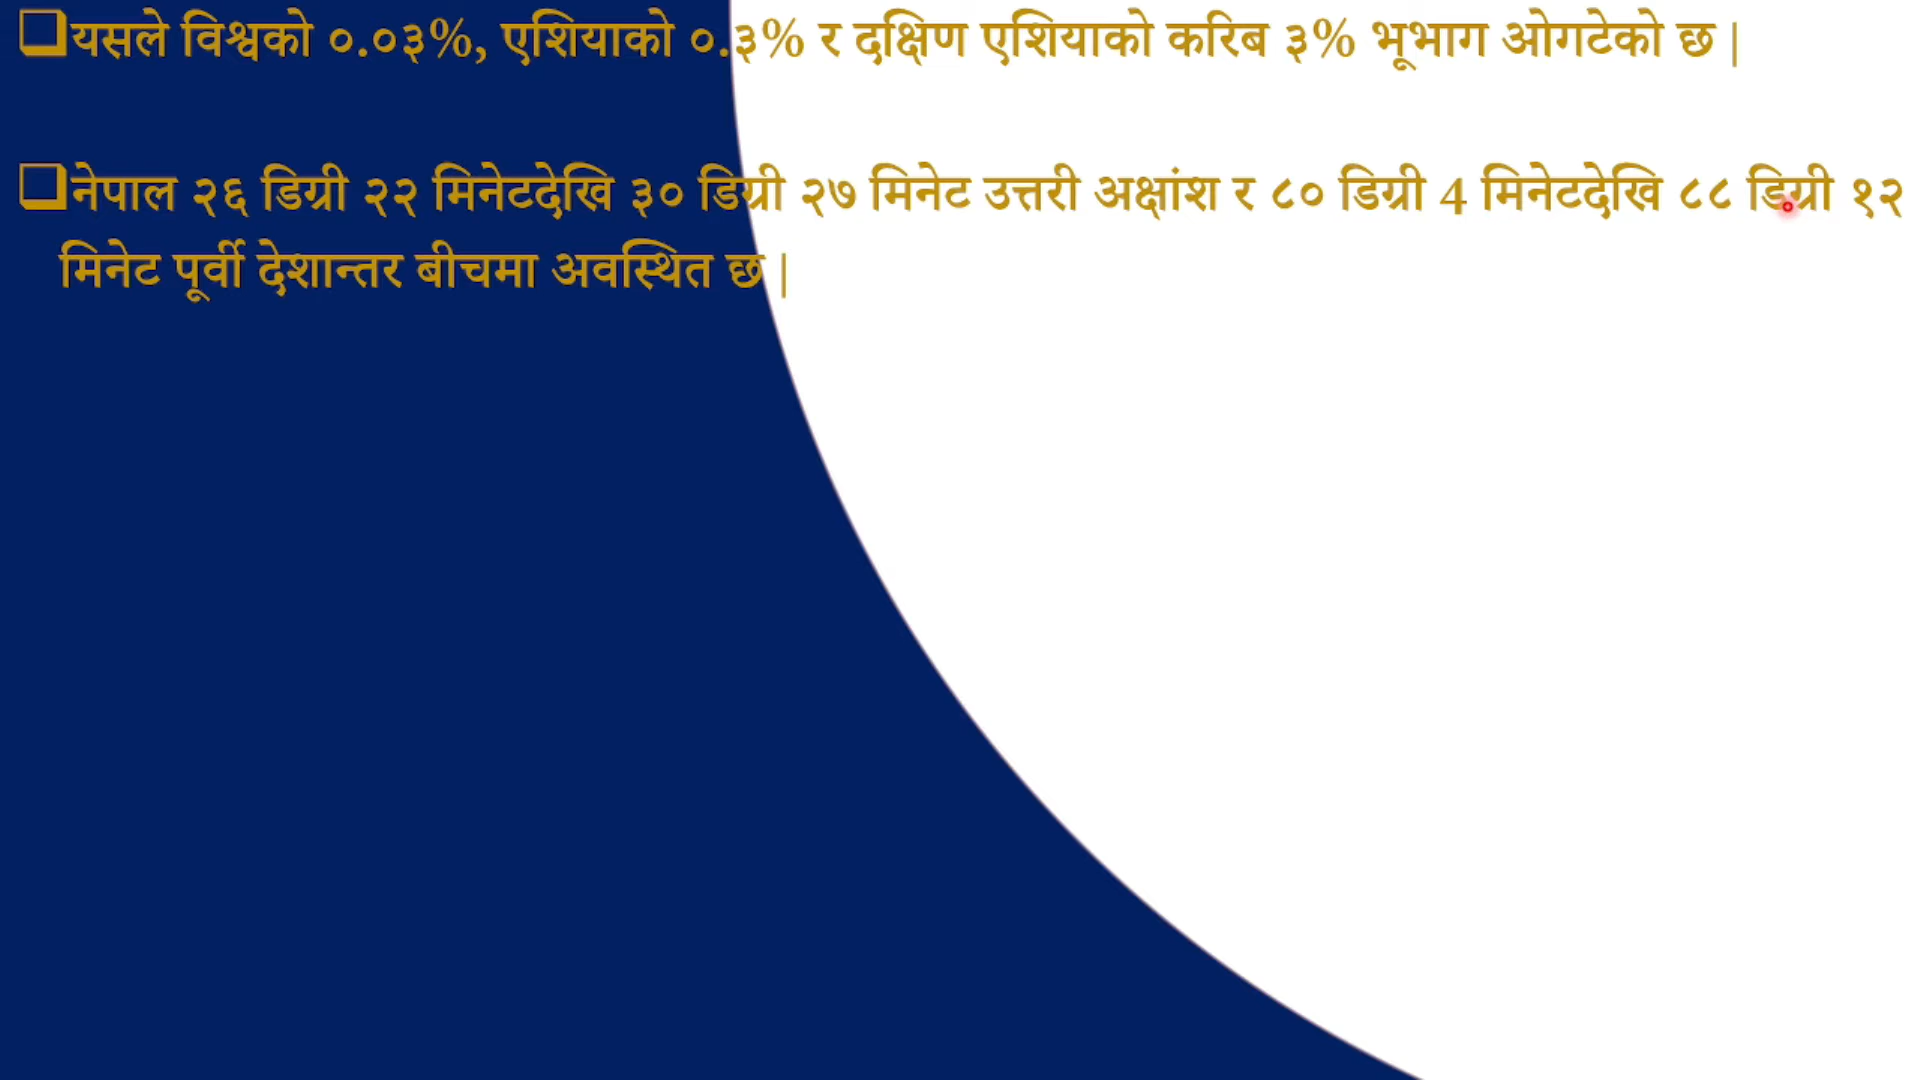 ❑यसले विश्वको ०.०३%, एशियाको ०.३% र दक्षिण एशियाको करिब ३% भूभाग ओगटेको छ |
❑नेपाल २६ डिग्री २२ मिनेटदेखि ३० डिग्री २७ मिनेट उत्तरी अक्षांश र ८० डिग्री 4 मिनेटदेखि ८८ डिग्री १२
मिनेट पूर्वी देशान्तर बीचमा अवस्थित छ |